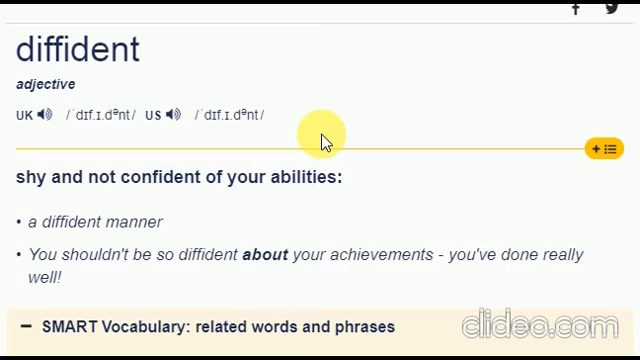 diffident
adjective
UK /ˈdɪf.ɪ.dᵊnt/ US /ˈdɪf.ɪ.dᵊnt/
shy and not confident of your abilities:
• a diffident manner
• You shouldn't be so diffident about your achievements - you've done really
well!
SMART Vocabulary: related words and phrases
clideo.com